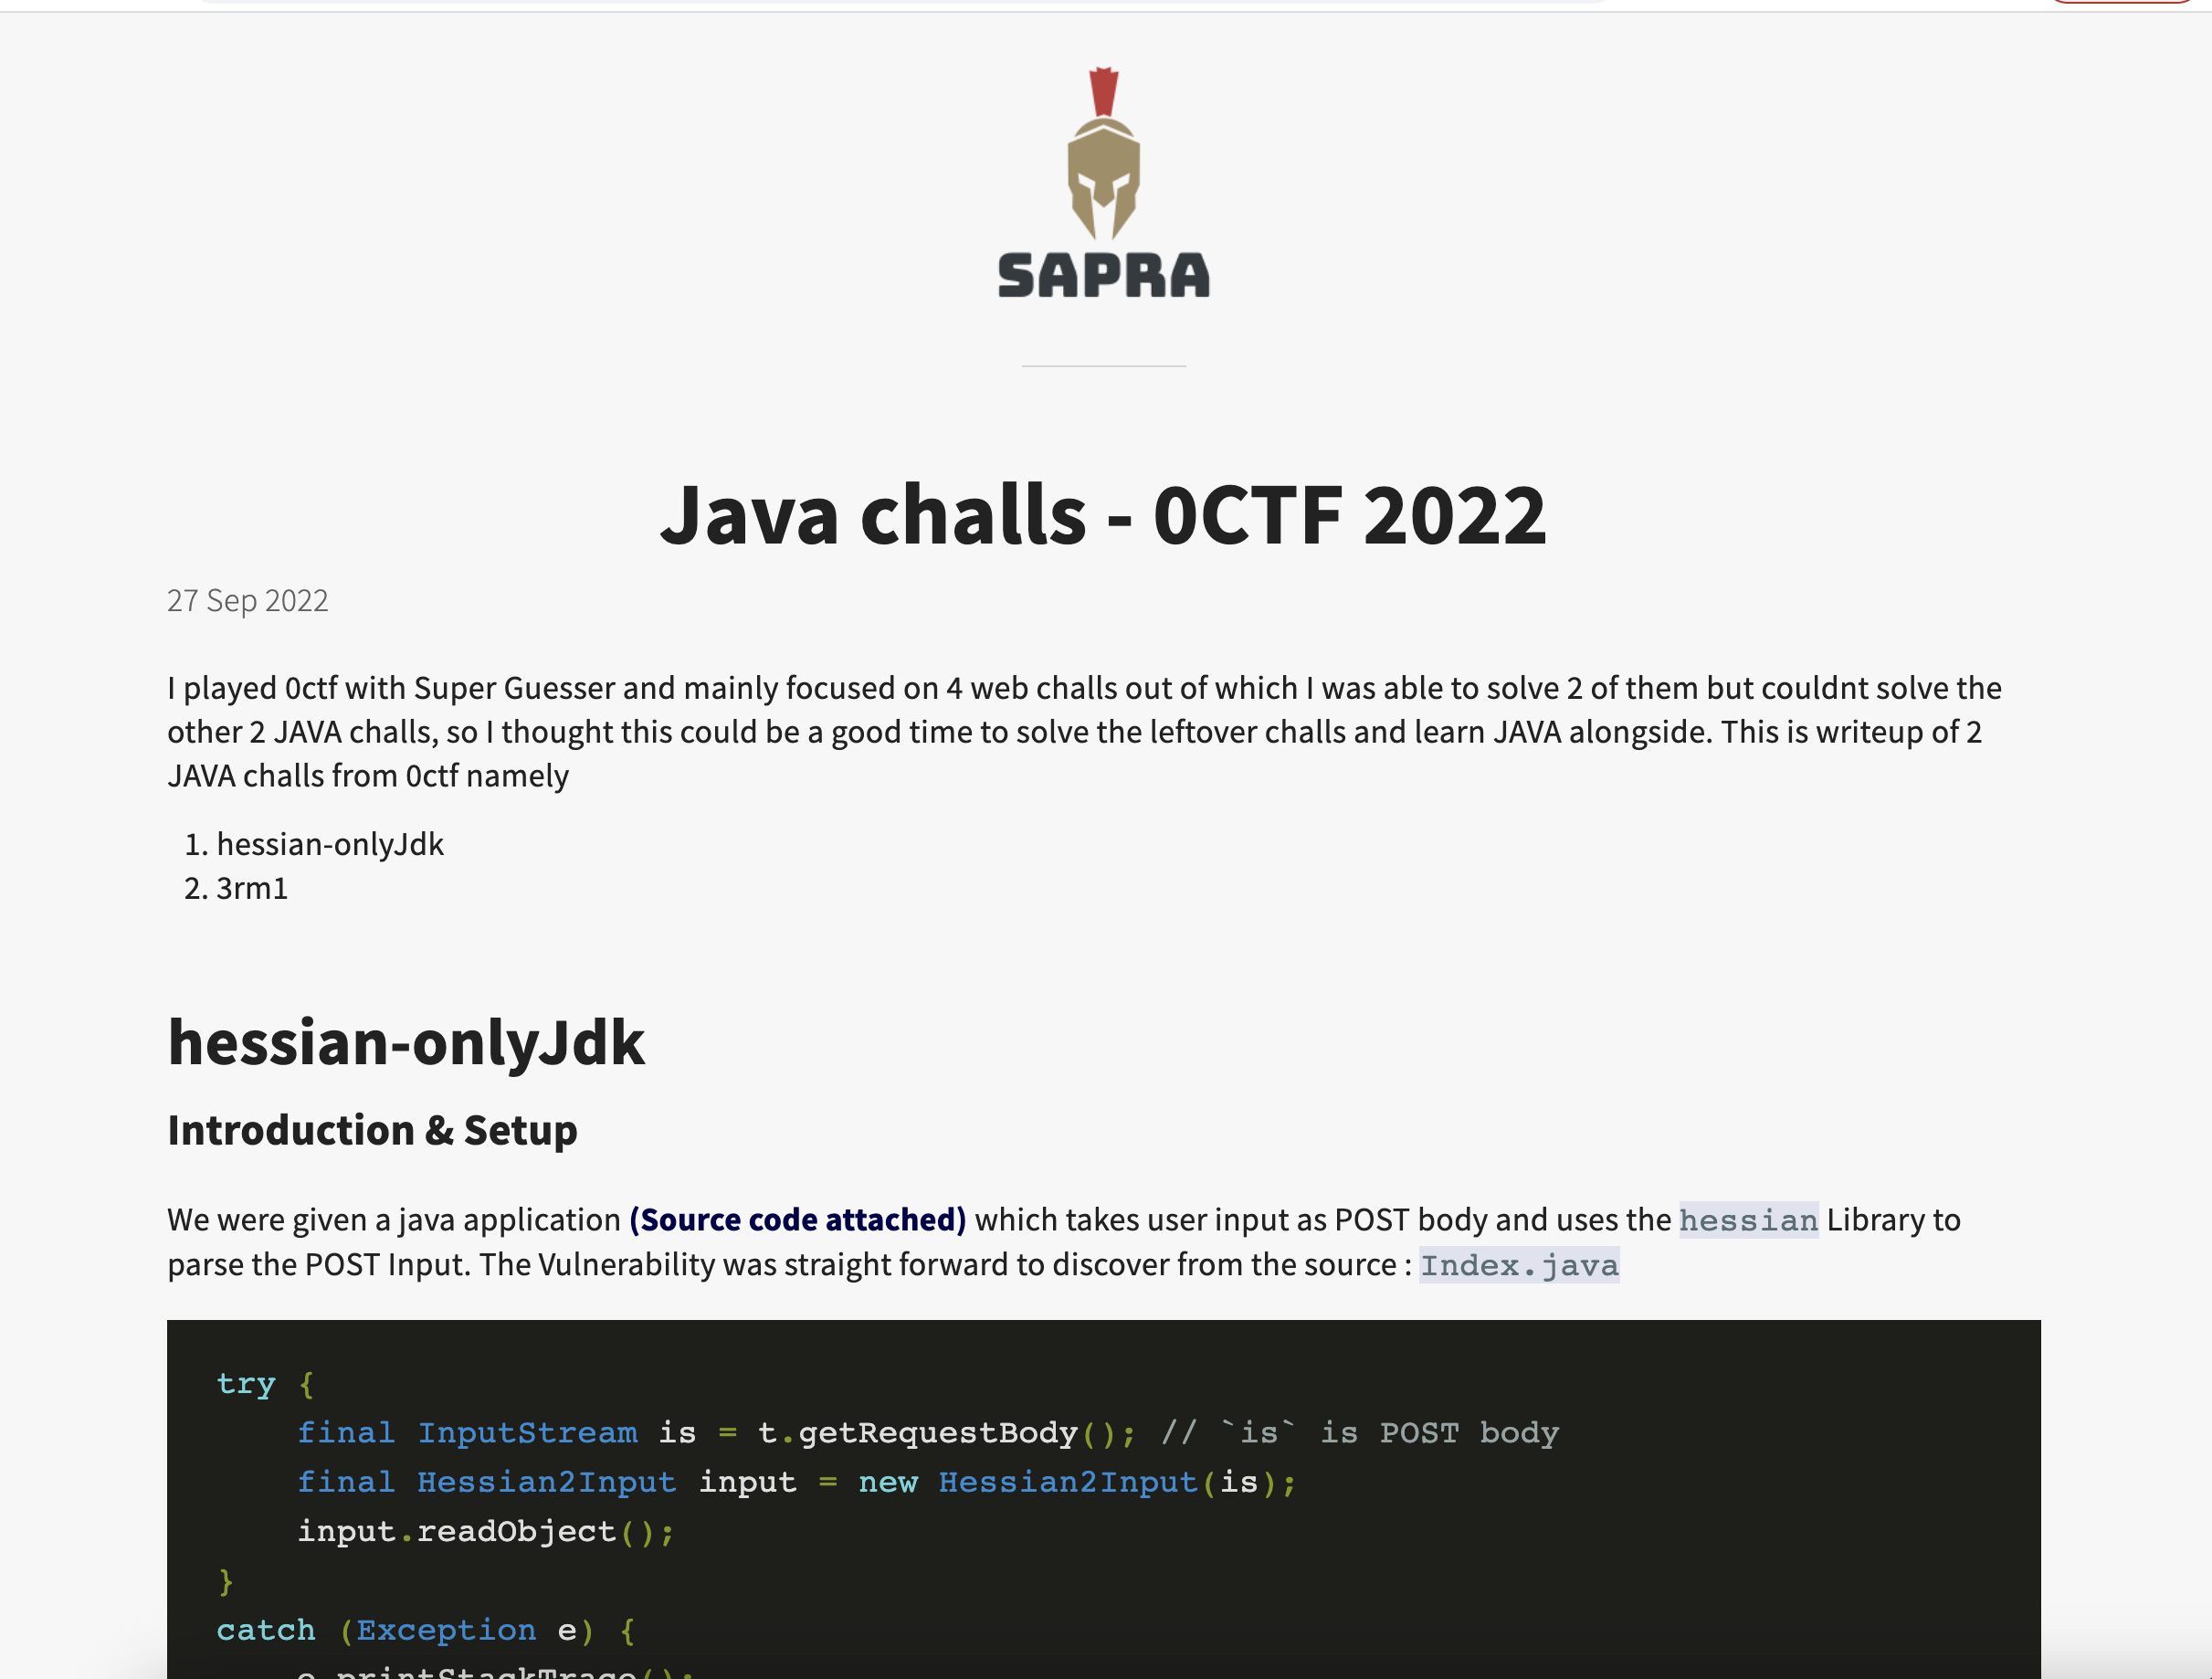 SAPRA
Java challs - 0CTF 2022
27 Sep 2022
I played 0ctf with Super Guesser and mainly focused on 4 web challs out of which I was able to solve 2 of them but couldnt solve the
other 2 JAVA challs, so I thought this could be a good time to solve the leftover challs and learn JAVA alongside. This is writeup of 2
JAVA challs from 0ctf namely
1. hessian-onlyJdk
2. 3rm1
hessian-onlyJdk
Introduction & Setup
We were given a java application (Source code attached) which takes user input as POST body and uses the hessian Library to
parse the POST Input. The Vulnerability was straight forward to discover from the source : Index.java
try {
    final InputStream is = t.getRequestBody(); // `is` is POST body
    final Hessian2Input input = new Hessian2Input(is);
    input.readObject();
}
catch (Exception e) {
    e.printStackTrace();